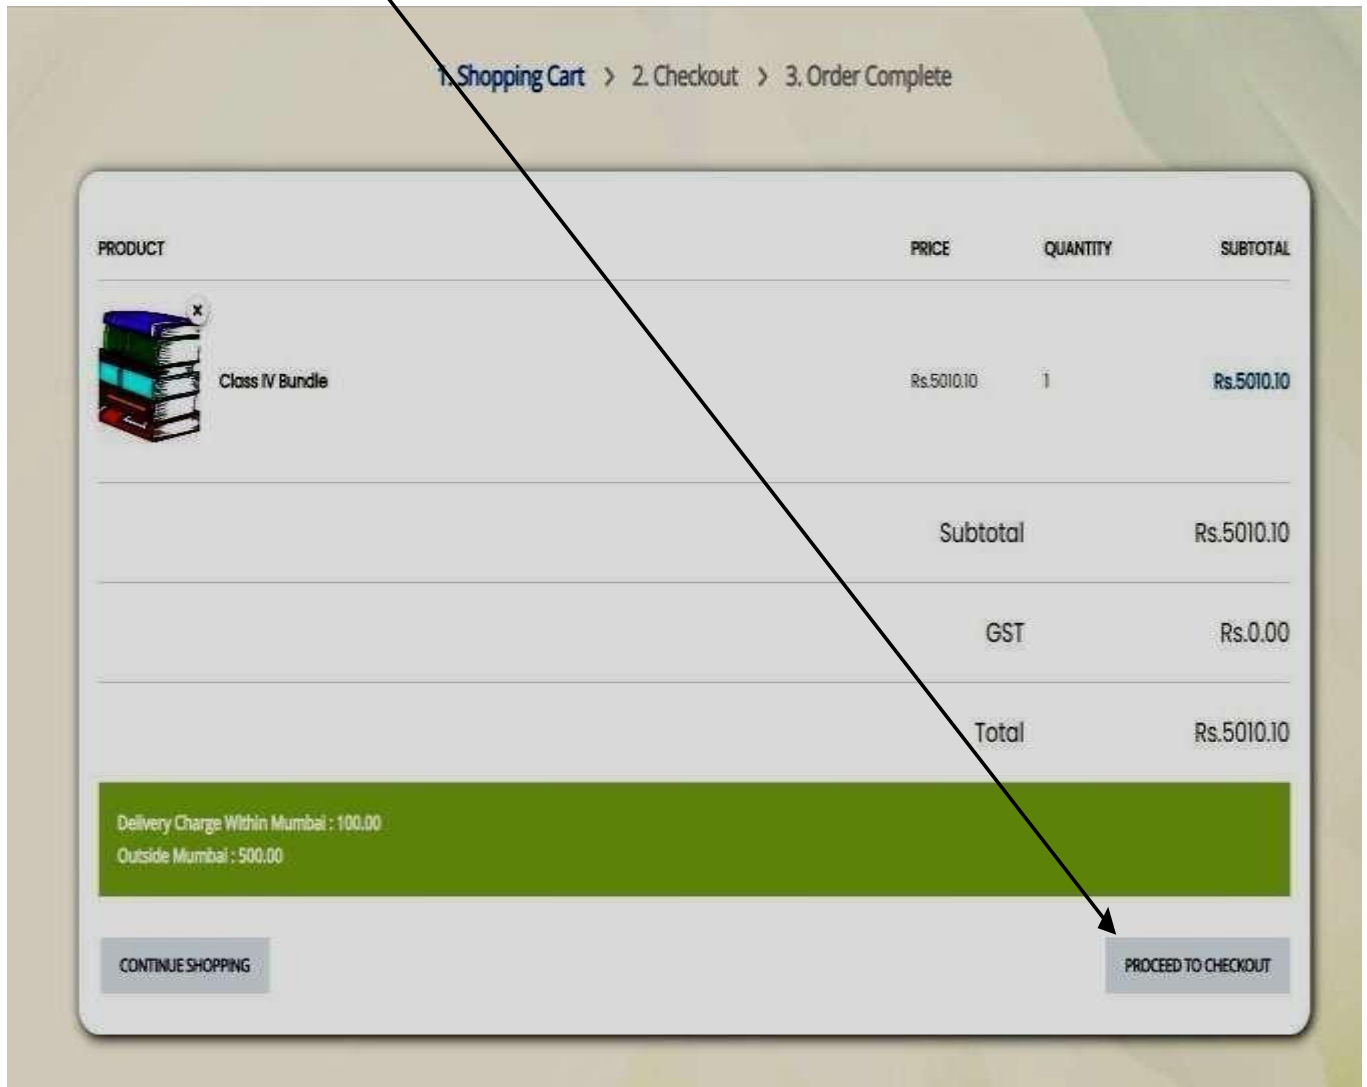 1. Shopping Cart > 2. Checkout > 3. Order Complete
PRODUCT PRICE QUANTITY SUBTOTAL
x
Class IV Bundle Rs.5010.10 1 Rs.5010.10
Subtotal Rs.5010.10
GST Rs.0.00
Total Rs.5010.10
Delivery Charge Within Mumbai : 100.00
Outside Mumbai : 500.00
CONTINUE SHOPPING PROCEED TO CHECKOUT